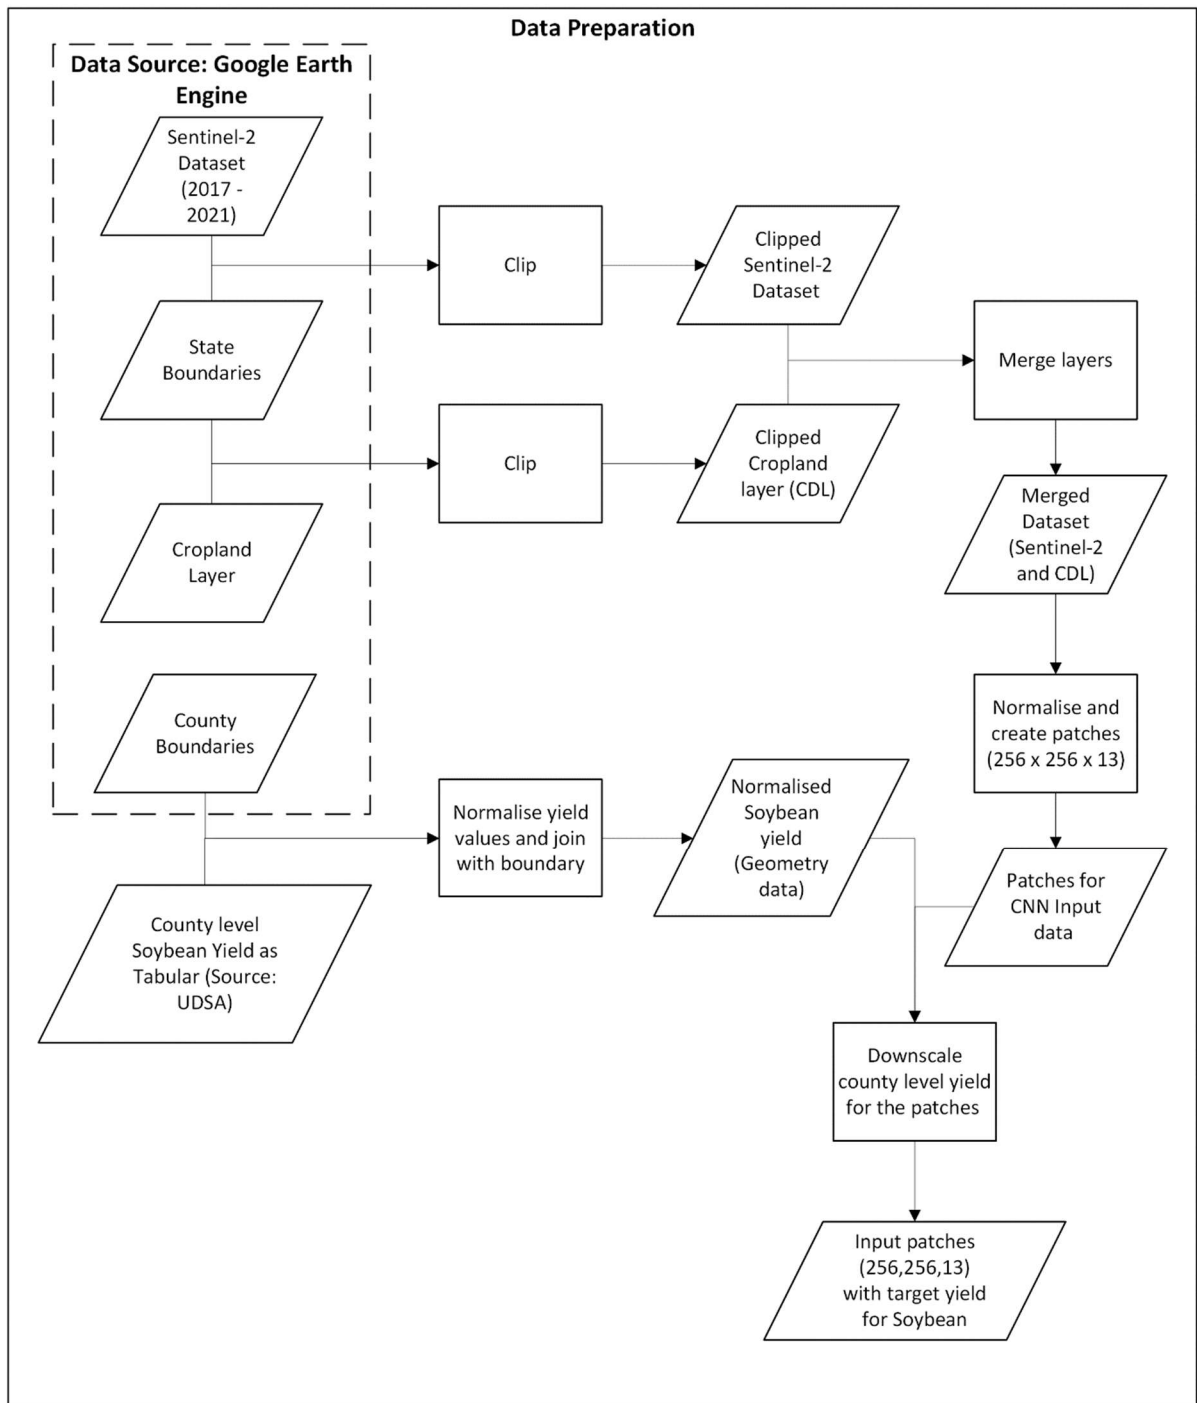 Data Preparation
Data Source: Google Earth
Engine
Sentinel-2
Dataset
(2017 -
2021)
Clip
Clipped
Sentinel-2
Dataset
State
Boundaries
Merge layers
Clip
Clipped
Cropland
layer (CDL)
Cropland
Layer
Merged
Dataset
(Sentinel-2
and CDL)
County
Boundaries
Normalise and
create patches
(256 x 256 x 13)
Normalise yield
values and join
with boundary
Normalised
Soybean
yield
(Geometry
data)
Patches for
CNN Input
data
County level
Soybean Yield as
Tabular (Source:
UDSA)
Downscale
county level yield
for the patches
Input patches
(256,256,13)
with target yield
for Soybean